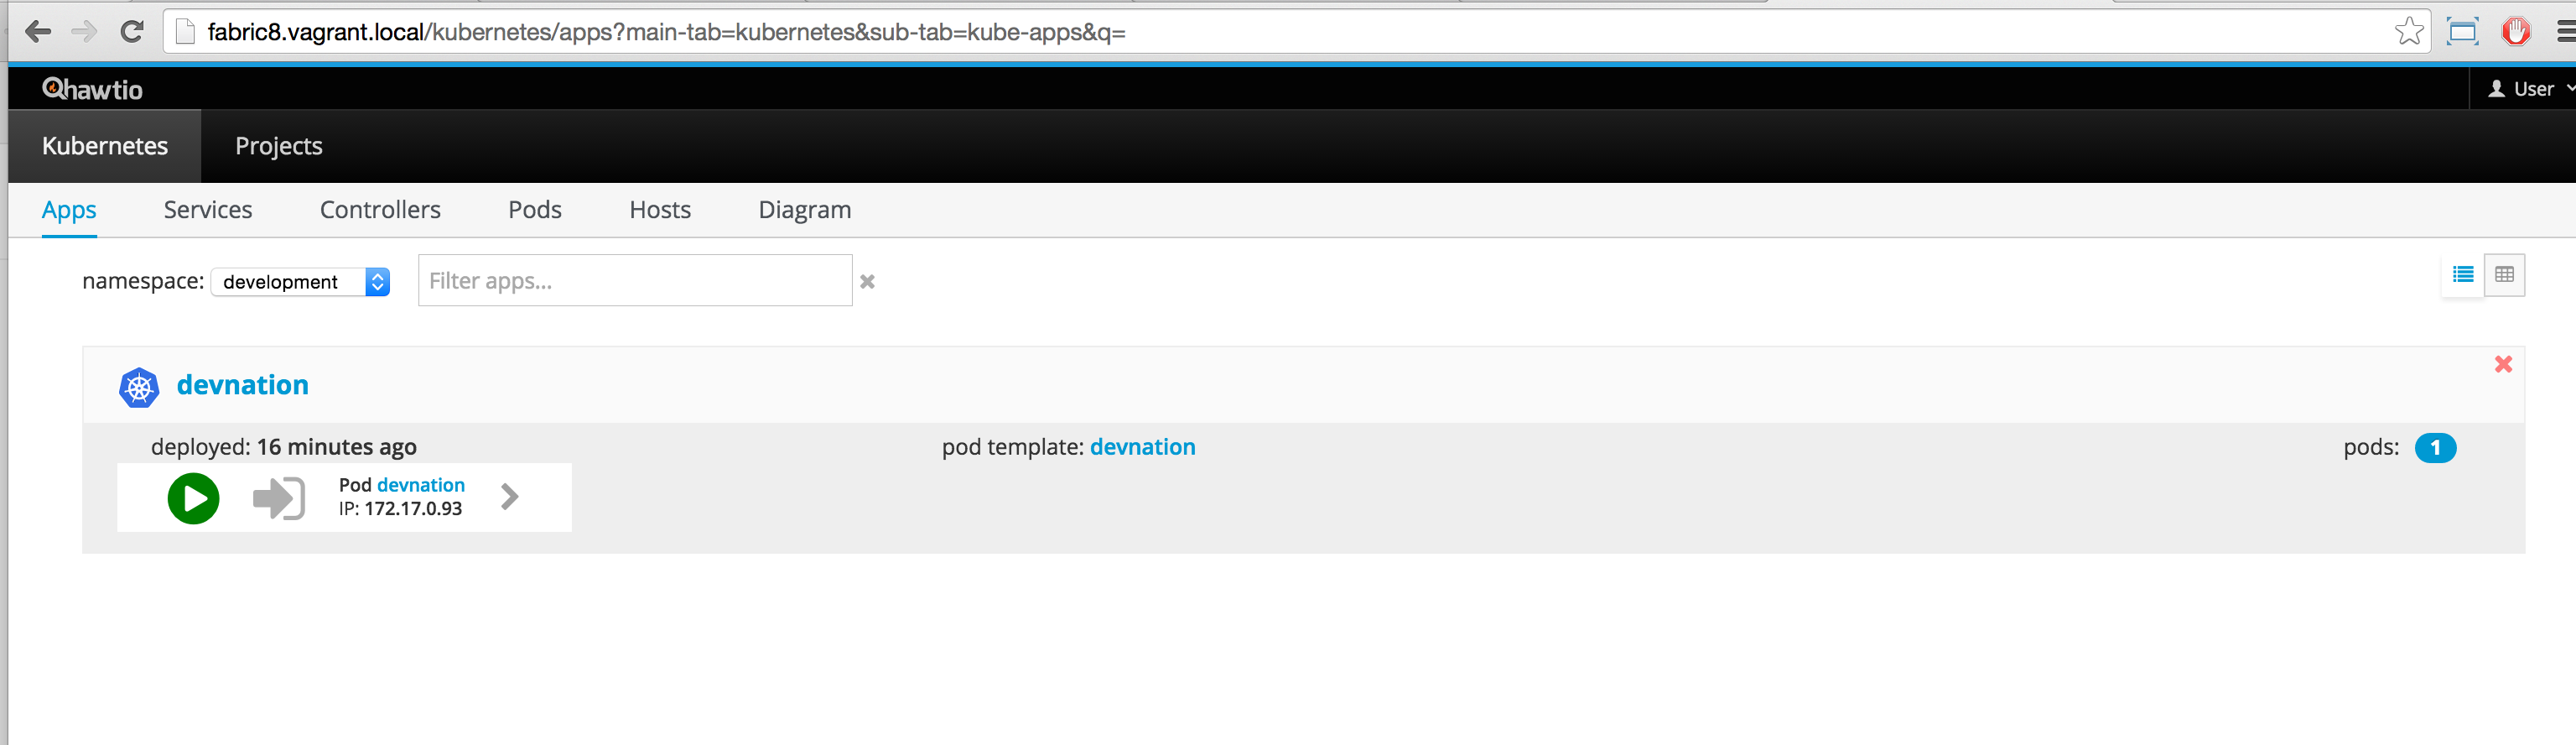 fabric8.vagrant.local/kubernetes/apps?main-tab=kubernetes&sub-tab=kube-apps&q=
hawtio
User
Kubernetes Projects
Apps Services Controllers Pods Hosts Diagram
namespace: development Filter apps...
devnation
deployed: 16 minutes ago pod template: devnation pods: 1
Pod devnation
IP: 172.17.0.93